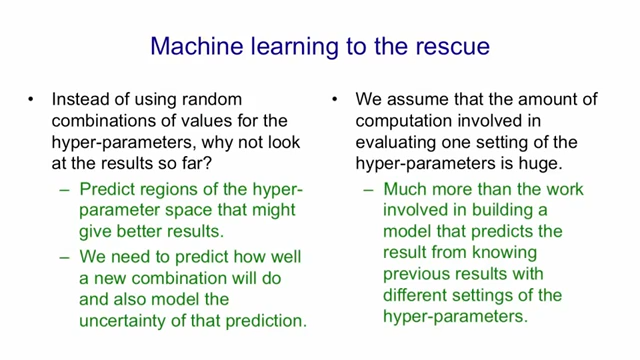 Machine learning to the rescue
• Instead of using random
combinations of values for the
hyper-parameters, why not look
at the results so far?
– Predict regions of the hyper-
parameter space that might
give better results.
– We need to predict how well
a new combination will do
and also model the
uncertainty of that prediction.
• We assume that the amount of
computation involved in
evaluating one setting of the
hyper-parameters is huge.
– Much more than the work
involved in building a
model that predicts the
result from knowing
previous results with
different settings of the
hyper-parameters.